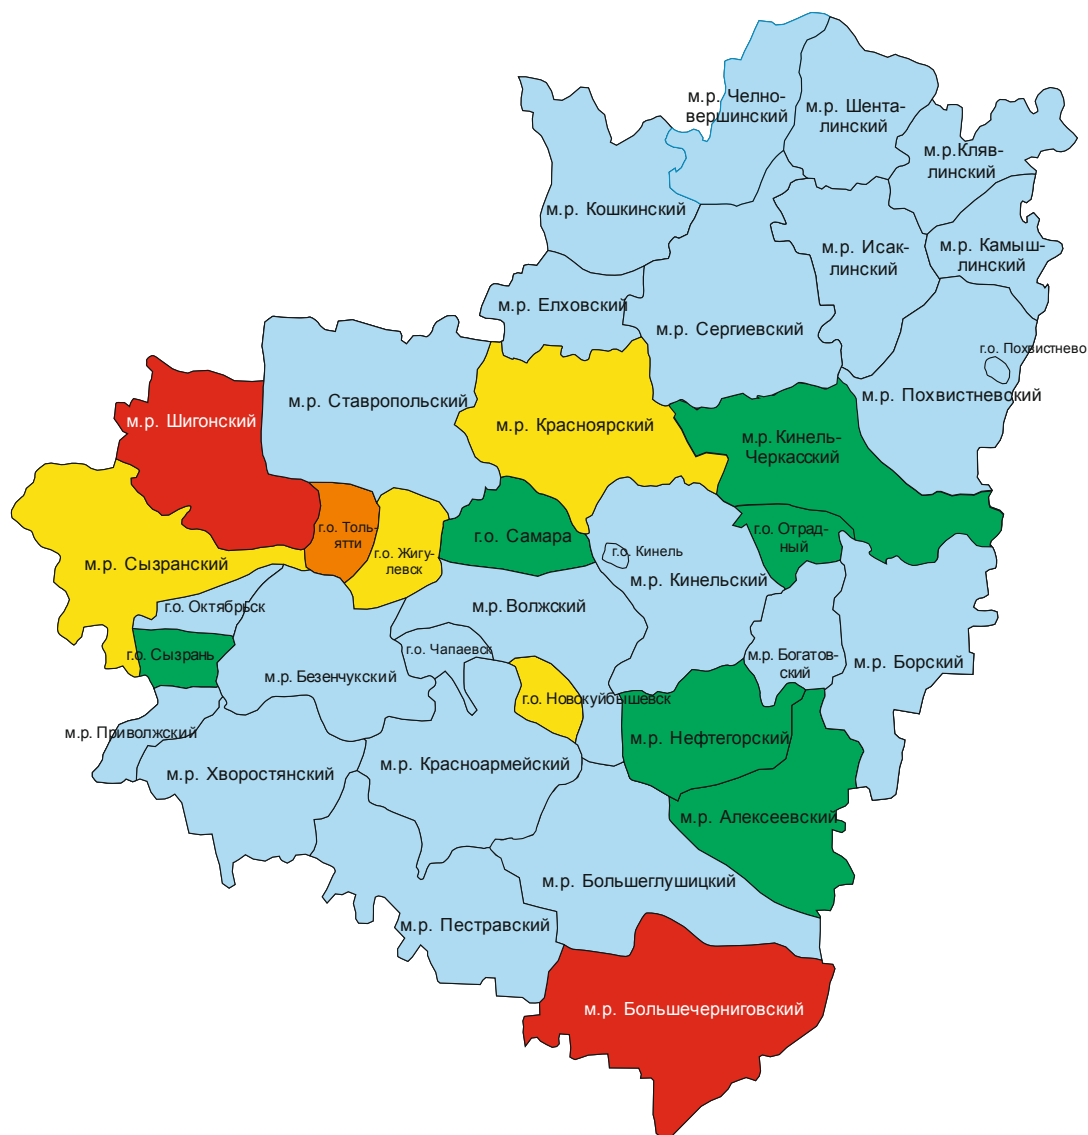 м.р. Челно-
вершинский
м.р. Шента-
линский
м.р.Кляв-
линский
м.р. Кошкинский
м.р. Исак-
линский
м.р. Камыш-
линский
м.р. Елховский
м.р. Сергиевский
г.о. Похвистнево
м.р. Похвистневский
м.р. Ставропольский
м.р. Шигонский
м.р. Красноярский
м.р. Кинель-
Черкасский
г.о. Толь-
ятти
г.о. Жигу-
левск
г.о. Самара
г.о. Отрад-
ный
г.о. Кинель
м.р. Кинельский
м.р. Сызранский
г.о. Октябрьск
м.р. Волжский
г.о. Сызрань
г.о. Чапаевск
м.р. Безенчукский
м.р. Богатов-
ский
м.р. Борский
г.о. Новокуйбышевск
м.р. Приволжский
м.р. Нефтегорский
м.р. Хворостянский
м.р. Красноармейский
м.р. Алексеевский
м.р. Большеглушицкий
м.р. Пестравский
м.р. Большечерниговский